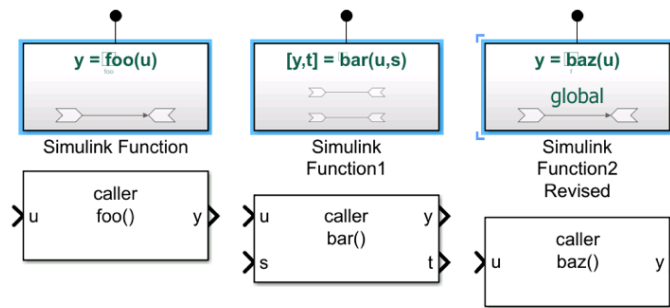 y = foo(u)
Simulink Function
caller
foo()
u
y
[y,t] = bar(u,s)
Simulink
Function1
caller
bar()
u
y
s
t
y = baz(u)
global
Simulink
Function2
Revised
caller
baz()
u
y